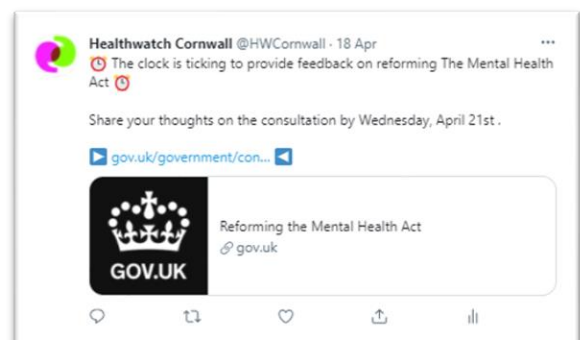 Healthwatch Cornwall @HWCornwall · 18 Apr
⏰ The clock is ticking to provide feedback on reforming The Mental Health
Act ⏰
Share your thoughts on the consultation by Wednesday, April 21st .
▶ gov.uk/government/con... ◀
Reforming the Mental Health Act
gov.uk
GOV.UK